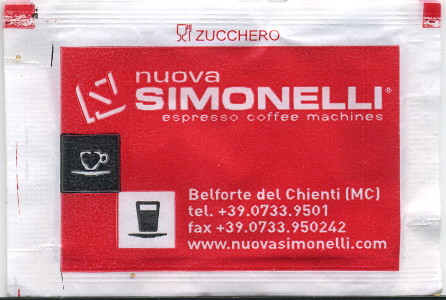 ZUCCHERO
nuova
SIMONELLI®
espresso coffee machines
Belforte del Chienti (MC)
tel. +39.0733.9501
fax +39.0733.950242
www.nuovasimonelli.com